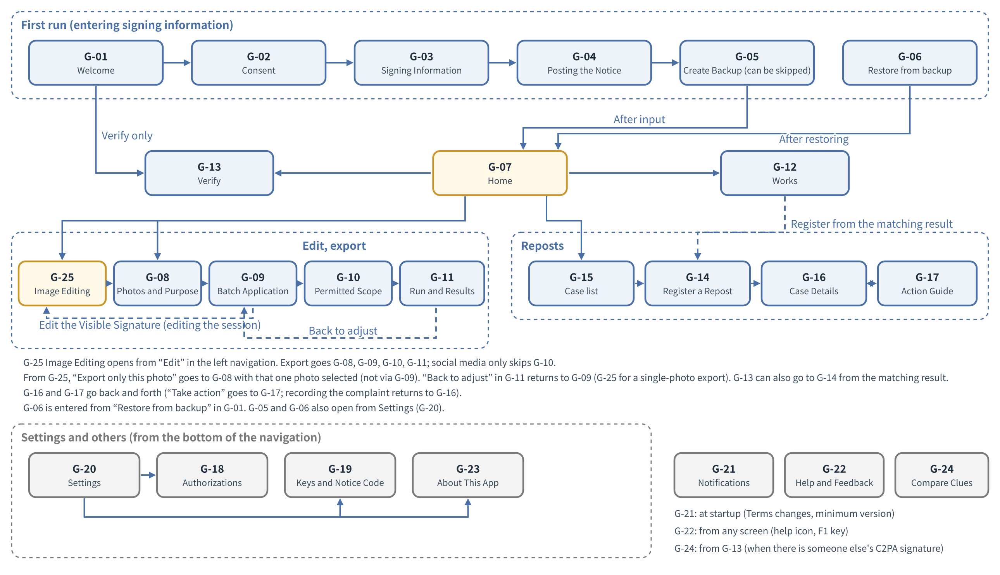 First run (entering signing information)
G-01
Welcome
G-02
Consent
G-03
Signing Information
G-04
Posting the Notice
G-05
Create Backup (can be skipped)
G-06
Restore from backup
After input
Verify only
After restoring
G-13
Verify
G-07
Home
G-12
Works
Register from the matching result
Edit, export
G-25
Image Editing
G-08
Photos and Purpose
G-09
Batch Application
G-10
Permitted Scope
G-11
Run and Results
Edit the Visible Signature (editing the session)
Back to adjust
Reposts
G-15
Case list
G-14
Register a Repost
G-16
Case Details
G-17
Action Guide
G-25 Image Editing opens from “Edit” in the left navigation. Export goes G-08, G-09, G-10, G-11; social media only skips G-10.
From G-25, “Export only this photo” goes to G-08 with that one photo selected (not via G-09). “Back to adjust” in G-11 returns to G-09 (G-25 for a single-photo export). G-13 can also go to G-14 from the matching result.
G-16 and G-17 go back and forth (“Take action” goes to G-17; recording the complaint returns to G-16).
G-06 is entered from “Restore from backup” in G-01. G-05 and G-06 also open from Settings (G-20).
Settings and others (from the bottom of the navigation)
G-20
Settings
G-18
Authorizations
G-19
Keys and Notice Code
G-23
About This App
G-21
Notifications
G-22
Help and Feedback
G-24
Compare Clues
G-21: at startup (Terms changes, minimum version)
G-22: from any screen (help icon, F1 key)
G-24: from G-13 (when there is someone else's C2PA signature)